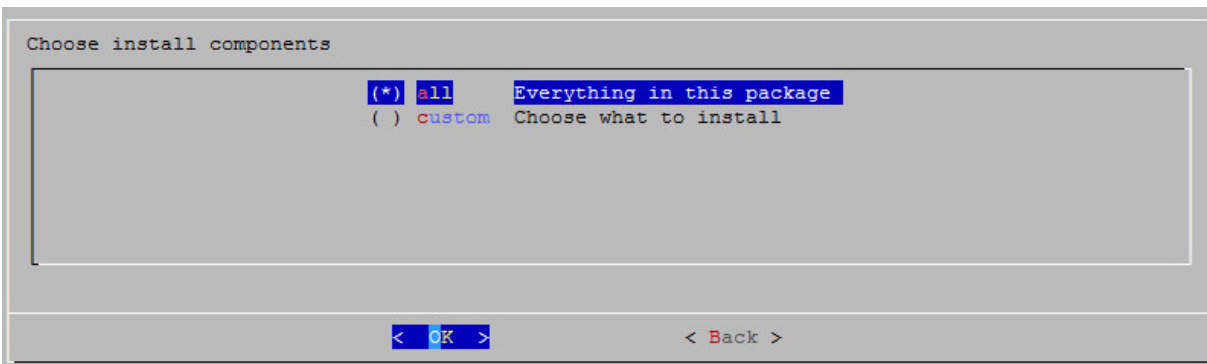 Choose install components
(*) all Everything in this package
( ) custom Choose what to install
< OK > < Back >